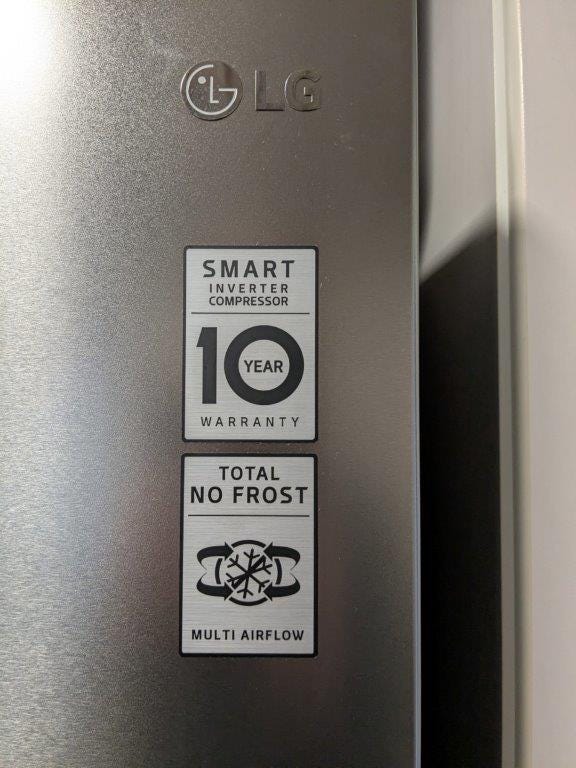 LG
SMART
INVERTER
COMPRESSOR
10
YEAR
WARRANTY
TOTAL
NO FROST
MULTI AIRFLOW